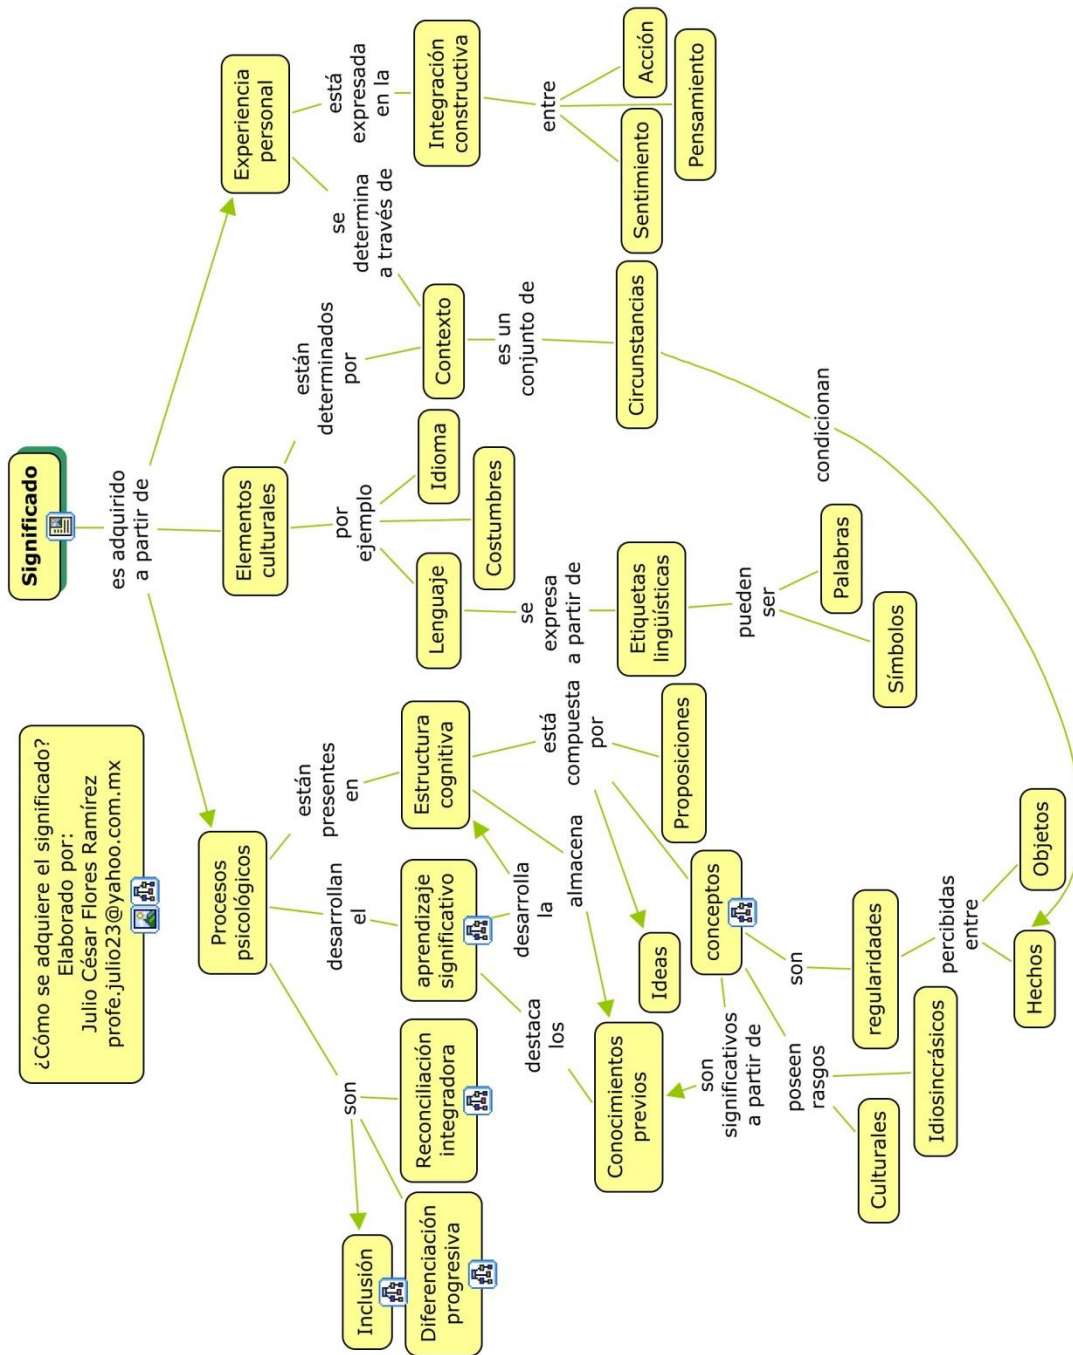 ¿Cómo se adquiere el significado?
Elaborado por:
Julio César Flores Ramírez
profe.julio23@yahoo.com.mx
Significado
es adquirido
a partir de
Procesos
psicológicos
Elementos
culturales
Experiencia
personal
son
desarrollan
el
están
presentes
en
por
ejemplo
están
determinados
por
se
determina
a través de
está
expresada
en la
Inclusión
Diferenciación
progresiva
Reconciliación
integradora
aprendizaje
significativo
Estructura
cognitiva
Lenguaje
Costumbres
Idioma
Contexto
Integración
constructiva
destaca
los
desarrolla
la
almacena
está
compuesta
por
se
expresa
a partir de
es un
conjunto de
entre
Conocimientos
previos
Ideas
conceptos
Proposiciones
Etiquetas
lingüísticas
Circunstancias
Sentimiento
Pensamiento
Acción
son
significativos
a partir de
poseen
rasgos
son
pueden
ser
condicionan
Culturales
Idiosincrásicos
regularidades
Símbolos
Palabras
percibidas
entre
Hechos
Objetos